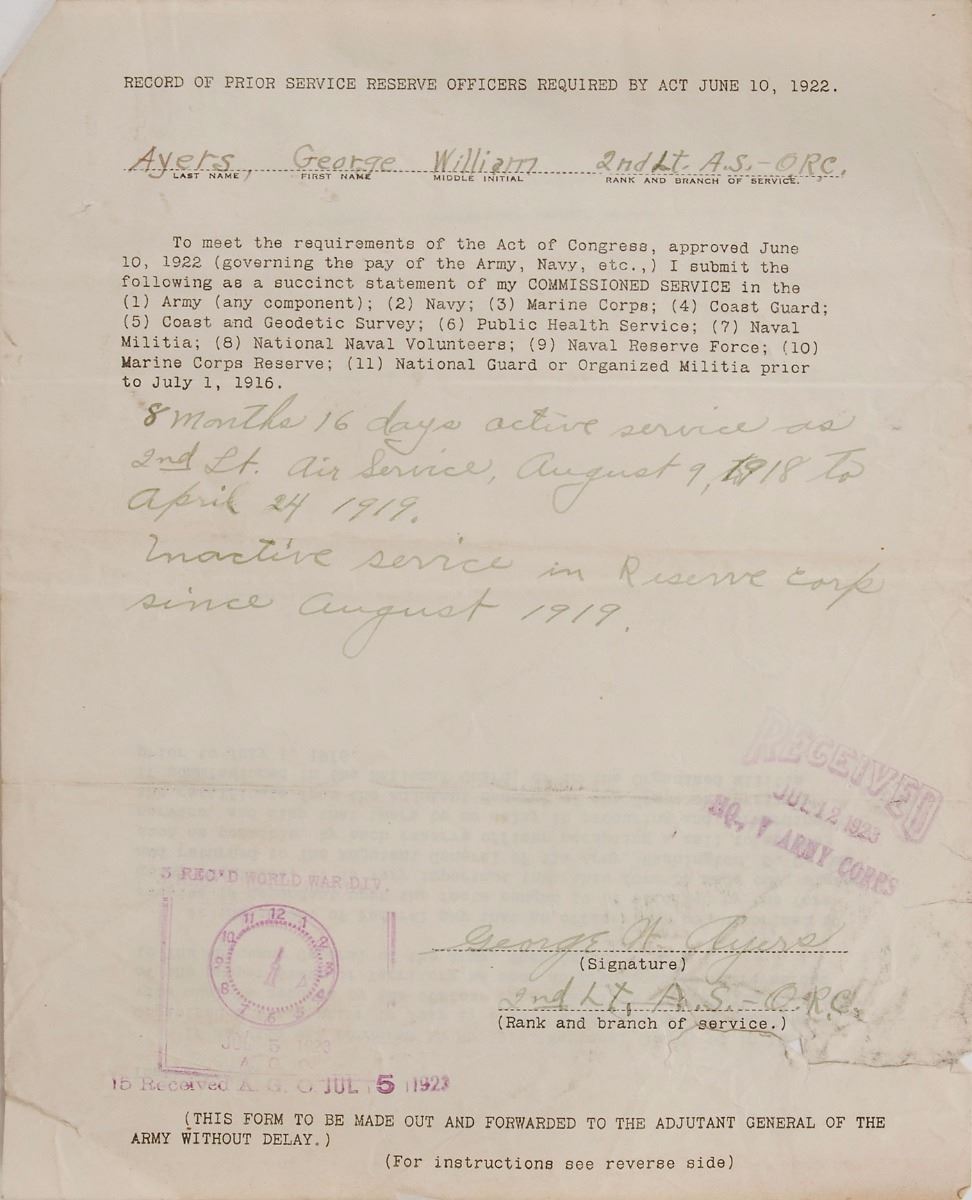 RECORD OF PRIOR SERVICE RESERVE OFFICERS REQUIRED BY ACT JUNE 10, 1922.
Ayers, George William 2nd Lt. A.S.-O.R.C.
LAST NAME FIRST NAME MIDDLE INITIAL RANK AND BRANCH OF SERVICE.
To meet the requirements of the Act of Congress, approved June
10, 1922 (governing the pay of the Army, Navy, etc.,) I submit the
following as a succinct statement of my COMMISSIONED SERVICE in the
(1) Army (any component); (2) Navy; (3) Marine Corps; (4) Coast Guard;
(5) Coast and Geodetic Survey; (6) Public Health Service; (7) Naval
Militia; (8) National Naval Volunteers; (9) Naval Reserve Force; (10)
Marine Corps Reserve; (11) National Guard or Organized Militia prior
to July 1, 1916.
8 Months 16 days active service as
2nd Lt. Air Service, August 9, 1918 to
April 24 1919.
Inactive service in Reserve Corp
since August 1919.
RECEIVED
JUL 12 1923
HQ. V ARMY CORPS
REC'D WORLD WAR DIV.
George W. Ayers
(Signature)
2nd Lt. A.S.-O.R.C.
(Rank and branch of service.)
15 Received A.G.O. JUL 5 1923
(THIS FORM TO BE MADE OUT AND FORWARDED TO THE ADJUTANT GENERAL OF THE
ARMY WITHOUT DELAY.)
(For instructions see reverse side)